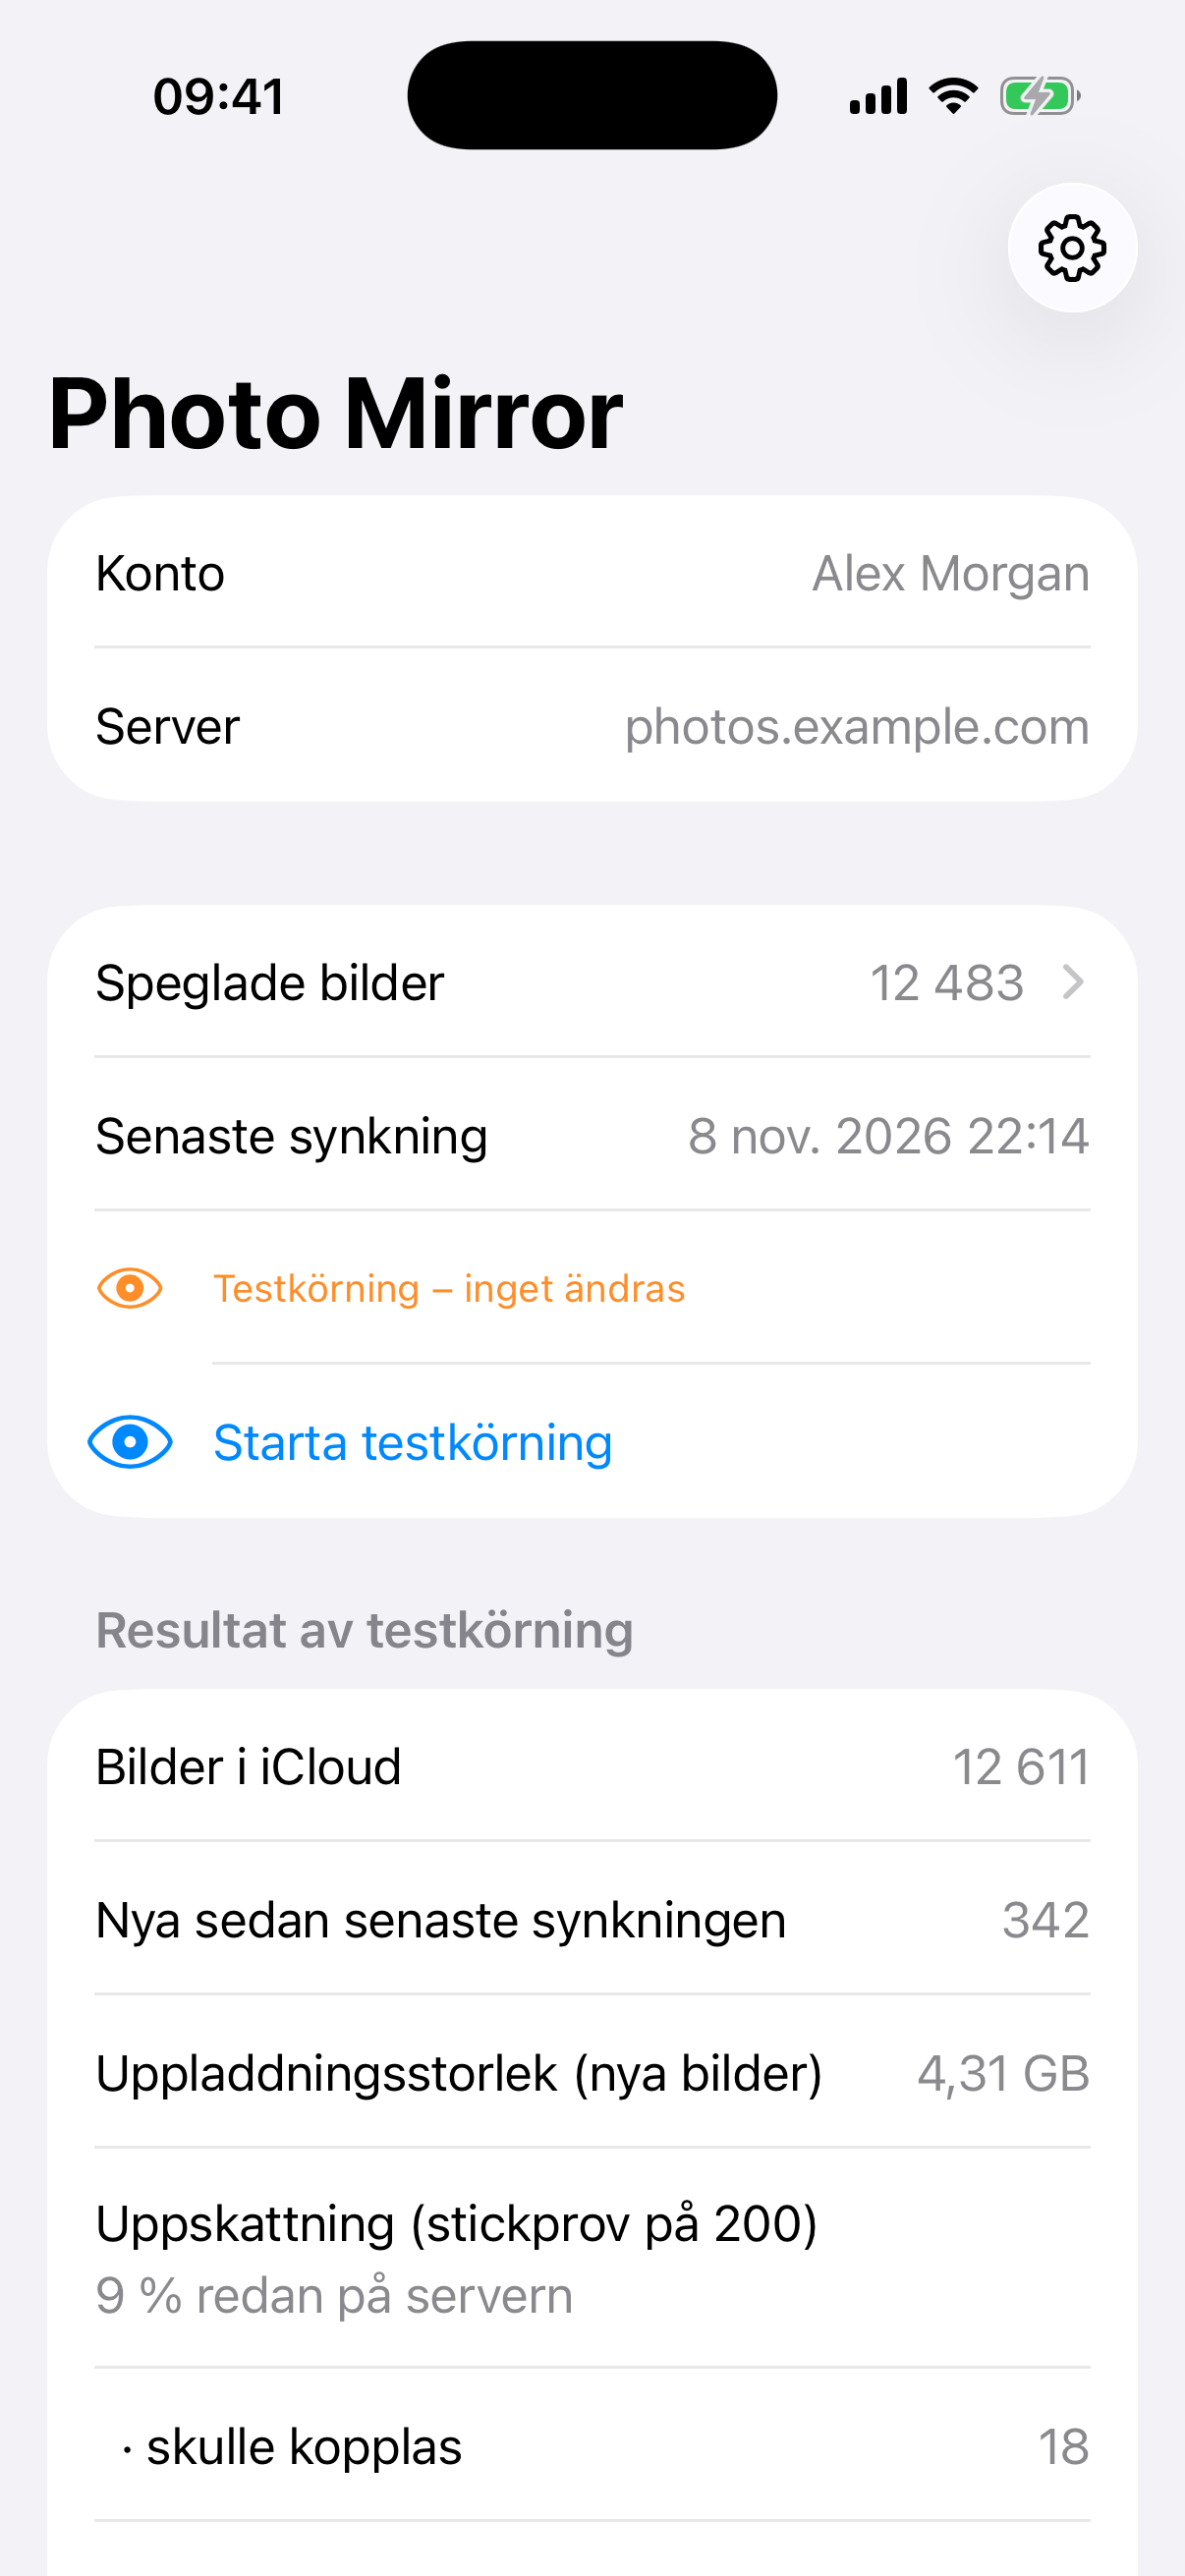 09:41
Photo Mirror
Konto Alex Morgan
Server photos.example.com
Speglade bilder 12 483
Senaste synkning 8 nov. 2026 22:14
Testkörning – inget ändras
Starta testkörning
Resultat av testkörning
Bilder i iCloud 12 611
Nya sedan senaste synkningen 342
Uppladdningsstorlek (nya bilder) 4,31 GB
Uppskattning (stickprov på 200)
9 % redan på servern
· skulle kopplas 18